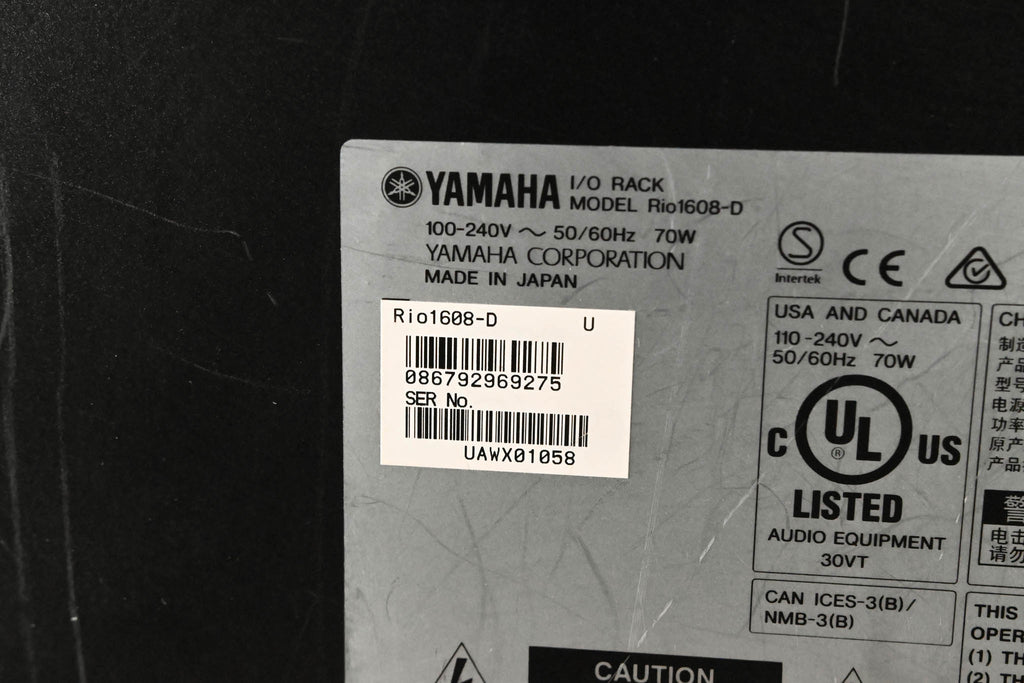 YAMAHA I/O RACK
MODEL Rio1608-D
100-240V ~ 50/60Hz 70W
YAMAHA CORPORATION
MADE IN JAPAN
Rio1608-D U
086792969275
SER No.
UAWX01058
S
Intertek
CE
USA AND CANADA
110-240V ~
50/60Hz 70W
C UL ® US
LISTED
AUDIO EQUIPMENT
30VT
CAN ICES-3(B)/
NMB-3(B)
CH
制造
产品
型号
电源
功率
原产
产品
警
电击
请勿
THIS
OPER
(1) TH
(2) TH
CAUTION